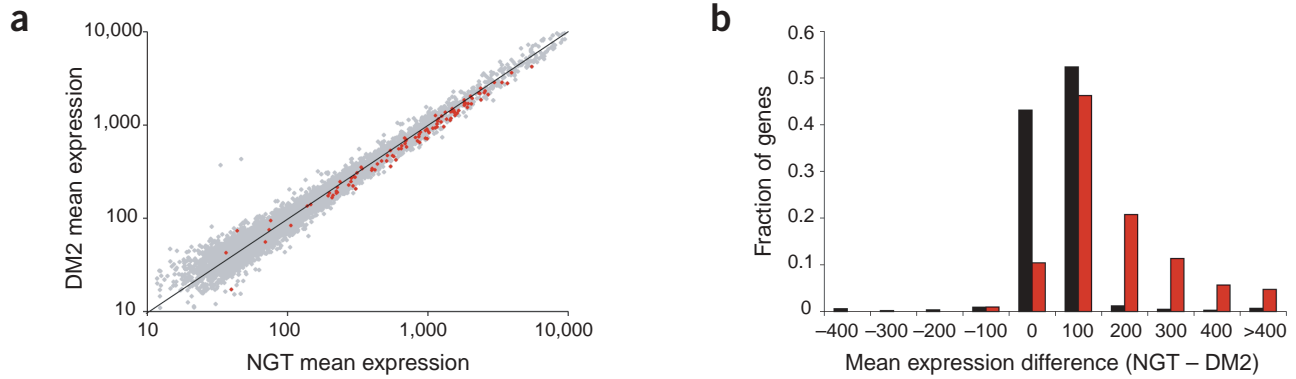 a
DM2 mean expression
10,000
1,000
100
10
10 100 1,000 10,000
NGT mean expression
b
Fraction of genes
0.6
0.5
0.4
0.3
0.2
0.1
0
–400 –300 –200 –100 0 100 200 300 400 >400
Mean expression difference (NGT – DM2)